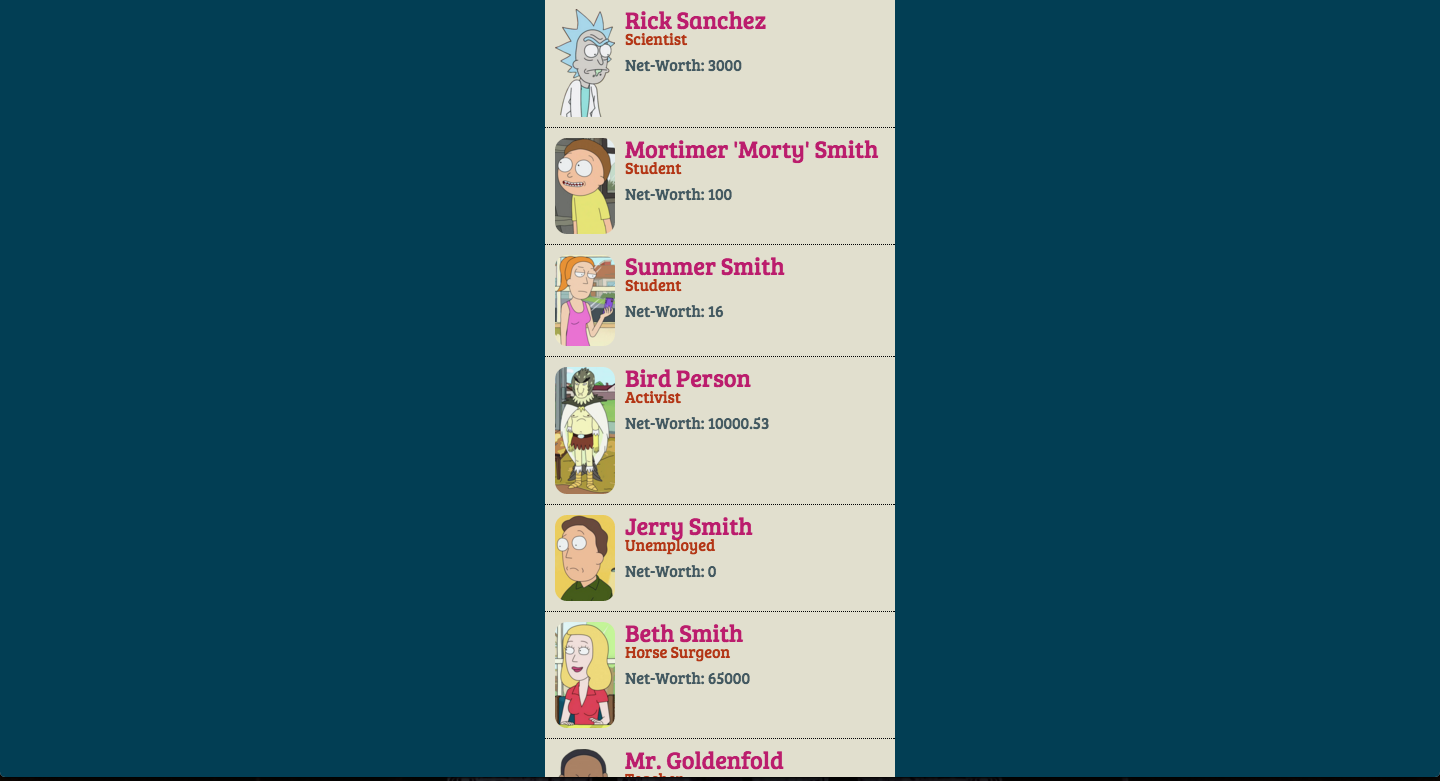 Rick Sanchez
Scientist
Net-Worth: 3000
Mortimer 'Morty' Smith
Student
Net-Worth: 100
Summer Smith
Student
Net-Worth: 16
Bird Person
Activist
Net-Worth: 10000.53
Jerry Smith
Unemployed
Net-Worth: 0
Beth Smith
Horse Surgeon
Net-Worth: 65000
Mr. Goldenfold